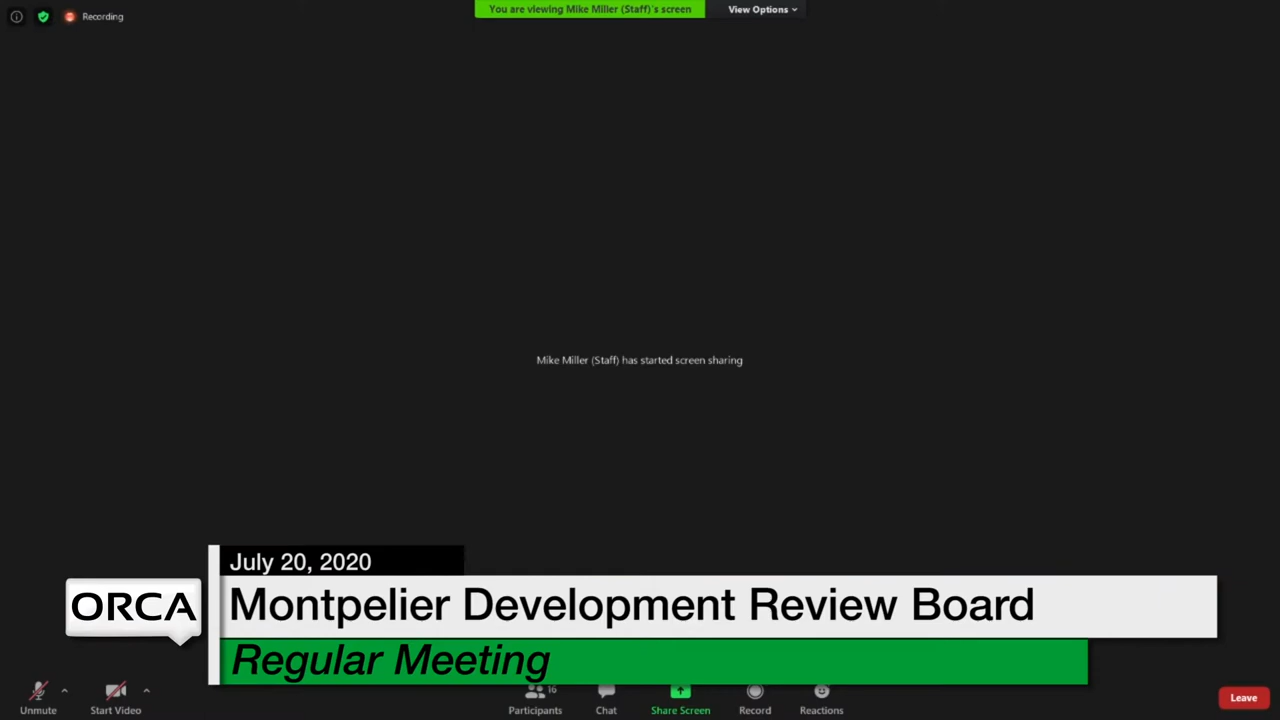 Recording
You are viewing Mike Miller (Staff)'s screen
View Options
Mike Miller (Staff) has started screen sharing
July 20, 2020
ORCA
Montpelier Development Review Board
Regular Meeting
16
Unmute
Start Video
Participants
Chat
Share Screen
Record
Reactions
Leave